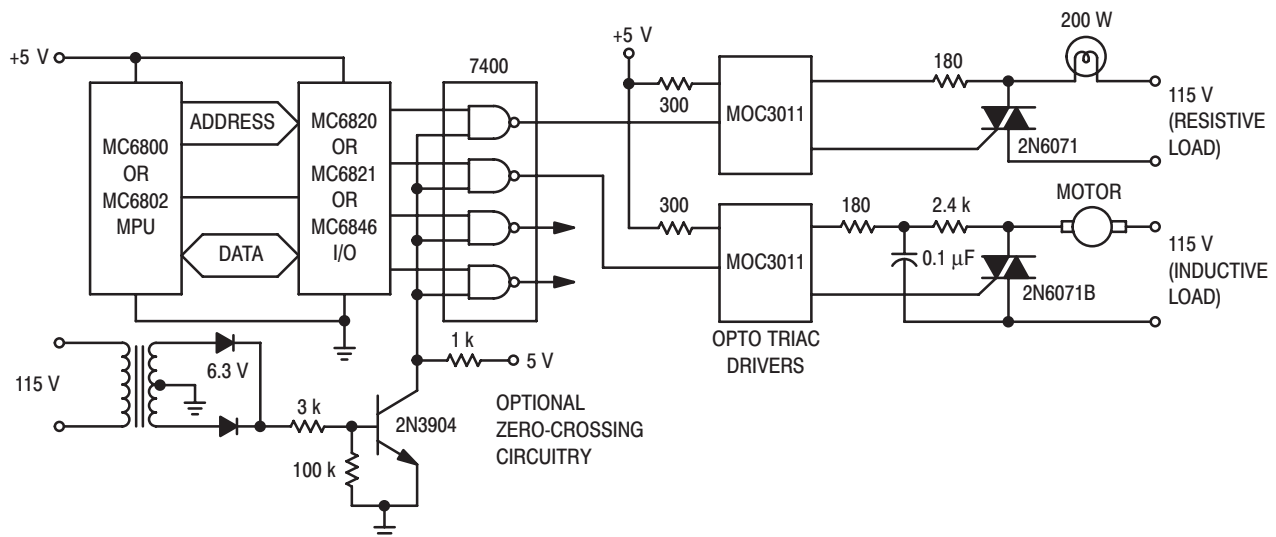 +5 V
MC6800
OR
MC6802
MPU
ADDRESS
DATA
MC6820
OR
MC6821
OR
MC6846
I/O
7400
+5 V
300
MOC3011
180
200 W
2N6071
115 V
(RESISTIVE
LOAD)
300
MOC3011
OPTO TRIAC
DRIVERS
180
2.4 k
0.1 μF
MOTOR
2N6071B
115 V
(INDUCTIVE
LOAD)
115 V
6.3 V
3 k
100 k
2N3904
1 k
5 V
OPTIONAL
ZERO-CROSSING
CIRCUITRY